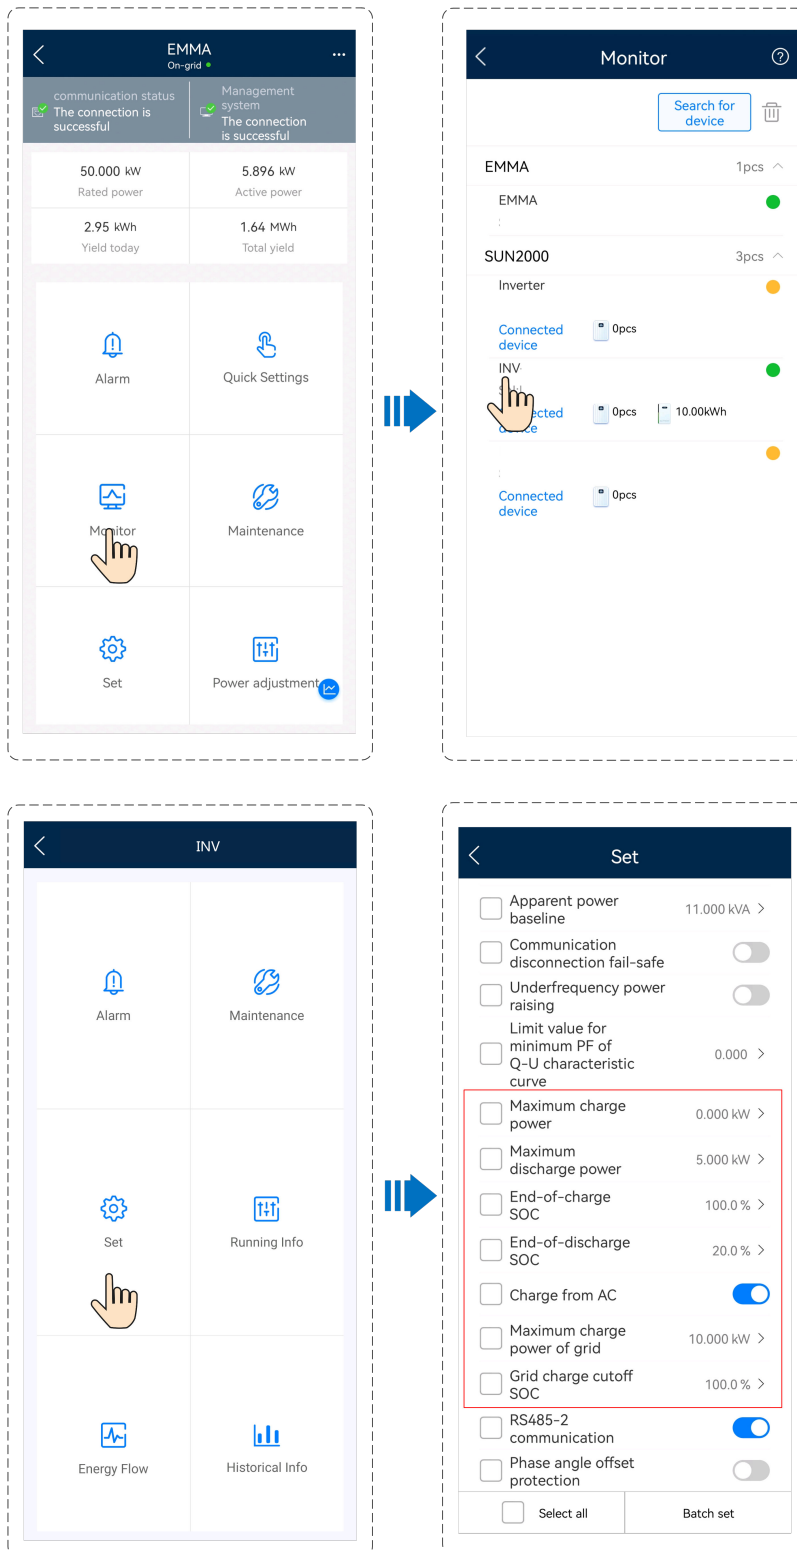 EMMA
On-grid
communication status
The connection is
successful
Management
system
The connection
is successful
50.000 kW
Rated power
5.896 kW
Active power
2.95 kWh
Yield today
1.64 MWh
Total yield
Alarm
Quick Settings
Monitor
Maintenance
Set
Power adjustment
Monitor
Search for
device
EMMA
1pcs
EMMA
SUN2000
3pcs
Inverter
Connected
device
0pcs
INV
Connected
device
0pcs
10.00kWh
Connected
device
0pcs
INV
Alarm
Maintenance
Set
Running Info
Energy Flow
Historical Info
Set
Apparent power
baseline
11.000 kVA
Communication
disconnection fail-safe
Underfrequency power
raising
Limit value for
minimum PF of
Q-U characteristic
curve
0.000
Maximum charge
power
0.000 kW
Maximum
discharge power
5.000 kW
End-of-charge
SOC
100.0 %
End-of-discharge
SOC
20.0 %
Charge from AC
Maximum charge
power of grid
10.000 kW
Grid charge cutoff
SOC
100.0 %
RS485-2
communication
Phase angle offset
protection
Select all
Batch set